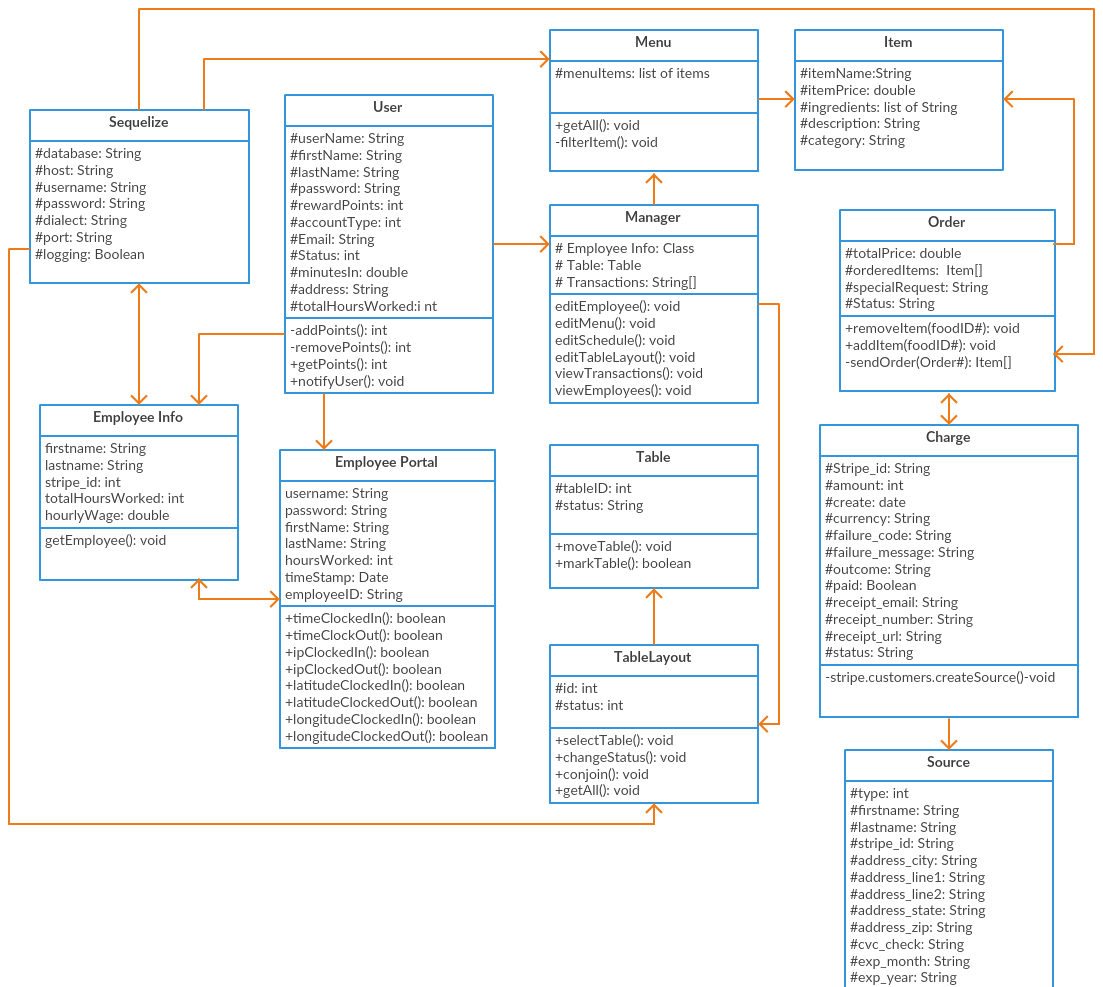 Sequelize
#database: String
#host: String
#username: String
#password: String
#dialect: String
#port: String
#logging: Boolean
User
#userName: String
#firstName: String
#lastName: String
#password: String
#rewardPoints: int
#accountType: int
#Email: String
#Status: int
#minutesIn: double
#address: String
#totalHoursWorked:i nt
-addPoints(): int
-removePoints(): int
+getPoints(): int
+notifyUser(): void
Menu
#menuItems: list of items
+getAll(): void
-filterItem(): void
Item
#itemName:String
#itemPrice: double
#ingredients: list of String
#description: String
#category: String
Manager
# Employee Info: Class
# Table: Table
# Transactions: String[]
editEmployee(): void
editMenu(): void
editSchedule(): void
editTableLayout(): void
viewTransactions(): void
viewEmployees(): void
Order
#totalPrice: double
#orderedItems:  Item[]
#specialRequest: String
#Status: String
+removeItem(foodID#): void
+addItem(foodID#): void
-sendOrder(Order#): Item[]
Employee Info
firstname: String
lastname: String
stripe_id: int
totalHoursWorked: int
hourlyWage: double
getEmployee(): void
Employee Portal
username: String
password: String
firstName: String
lastName: String
hoursWorked: int
timeStamp: Date
employeeID: String
+timeClockedIn(): boolean
+timeClockOut(): boolean
+ipClockedIn(): boolean
+ipClockedOut(): boolean
+latitudeClockedIn(): boolean
+latitudeClockedOut(): boolean
+longitudeClockedIn(): boolean
+longitudeClockedOut(): boolean
Table
#tableID: int
#status: String
+moveTable(): void
+markTable(): boolean
TableLayout
#id: int
#status: int
+selectTable(): void
+changeStatus(): void
+conjoin(): void
+getAll(): void
Charge
#Stripe_id: String
#amount: int
#create: date
#currency: String
#failure_code: String
#failure_message: String
#outcome: String
#paid: Boolean
#receipt_email: String
#receipt_number: String
#receipt_url: String
#status: String
-stripe.customers.createSource()-void
Source
#type: int
#firstname: String
#lastname: String
#stripe_id: String
#address_city: String
#address_line1: String
#address_line2: String
#address_state: String
#address_zip: String
#cvc_check: String
#exp_month: String
#exp_year: String